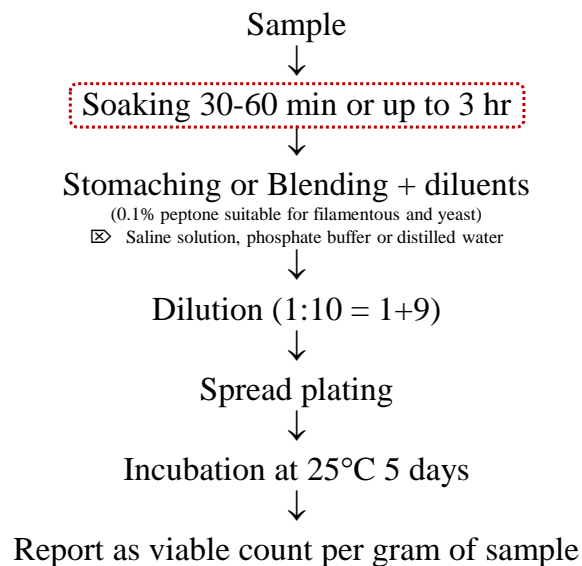 Sample
↓
Soaking 30-60 min or up to 3 hr
↓
Stomaching or Blending + diluents
(0.1% peptone suitable for filamentous and yeast)
⌦ Saline solution, phosphate buffer or distilled water
↓
Dilution (1:10 = 1+9)
↓
Spread plating
↓
Incubation at 25°C 5 days
↓
Report as viable count per gram of sample